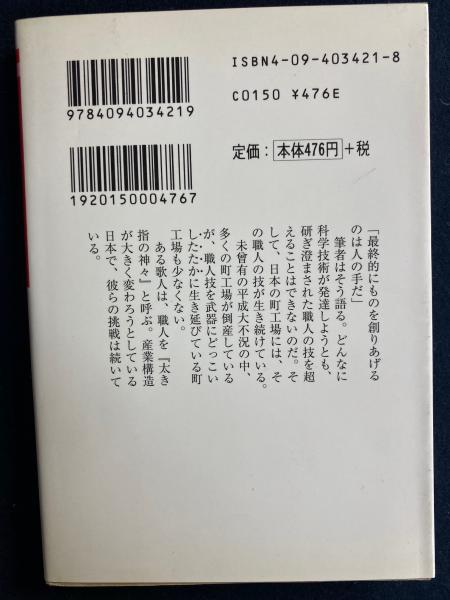 ISBN4-09-403421-8
C0150 ¥476E
定価：本体476円＋税
9784094034219
1920150004767
「最終的にものを創りあげる
のは人の手だ」
筆者はそう語る。どんなに
科学技術が発達しようとも、
研ぎ澄まされた職人の技を超
えることはできないのだ。そ
して、日本の町工場には、そ
の職人の技が生き続けている。
未曾有の平成大不況の中、
多くの町工場が倒産している
が、職人技を武器にどっこい
したたかに生き延びている町
工場も少なくない。
ある歌人は、職人を『太き
指の神々』と呼ぶ。産業構造
が大きく変わろうとしている
日本で、彼らの挑戦は続いて
いる。